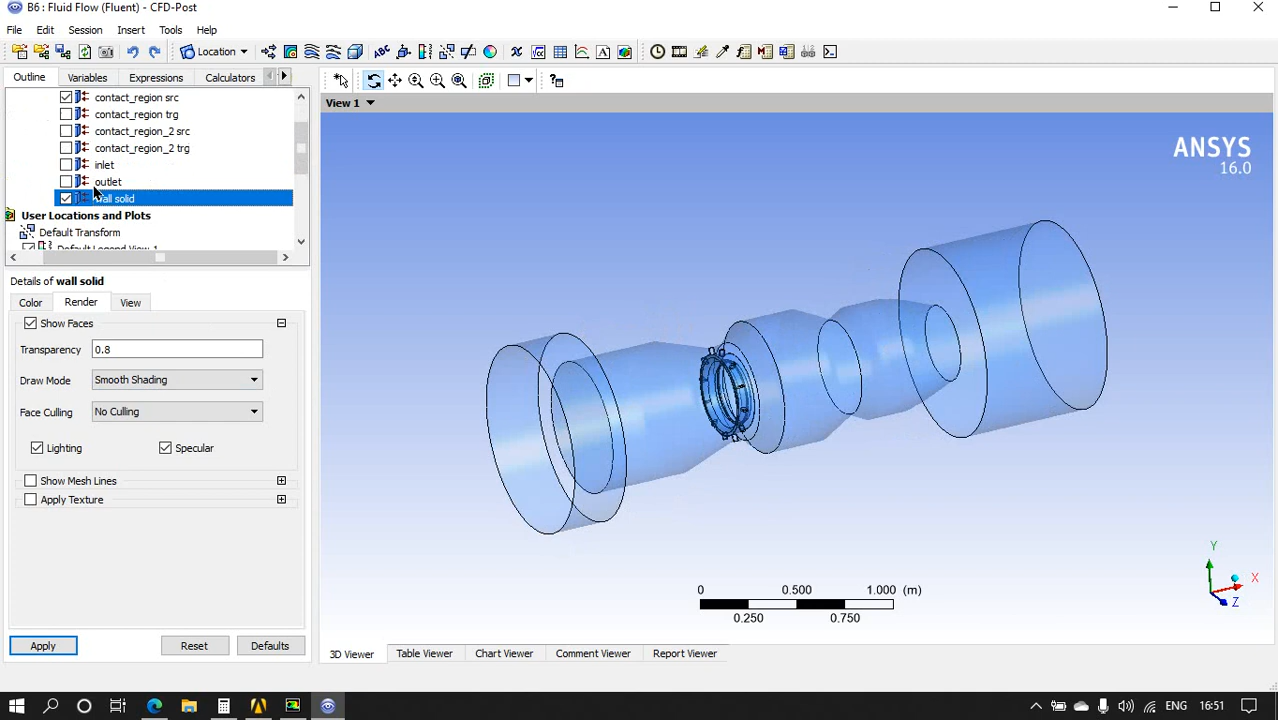 B6 : Fluid Flow (Fluent) - CFD-Post
File Edit Session Insert Tools Help
Location
Outline Variables Expressions Calculators
View 1
contact_region src
contact_region trg
contact_region_2 src
contact_region_2 trg
inlet
outlet
wall solid
User Locations and Plots
Default Transform
Default Legend View 1
Details of wall solid
Color Render View
Show Faces
Transparency 0.8
Draw Mode Smooth Shading
Face Culling No Culling
Lighting Specular
Show Mesh Lines
Apply Texture
Apply Reset Defaults
ANSYS
16.0
0 0.500 1.000 (m)
0.250 0.750
Y
X
Z
3D Viewer Table Viewer Chart Viewer Comment Viewer Report Viewer
ENG 16:51